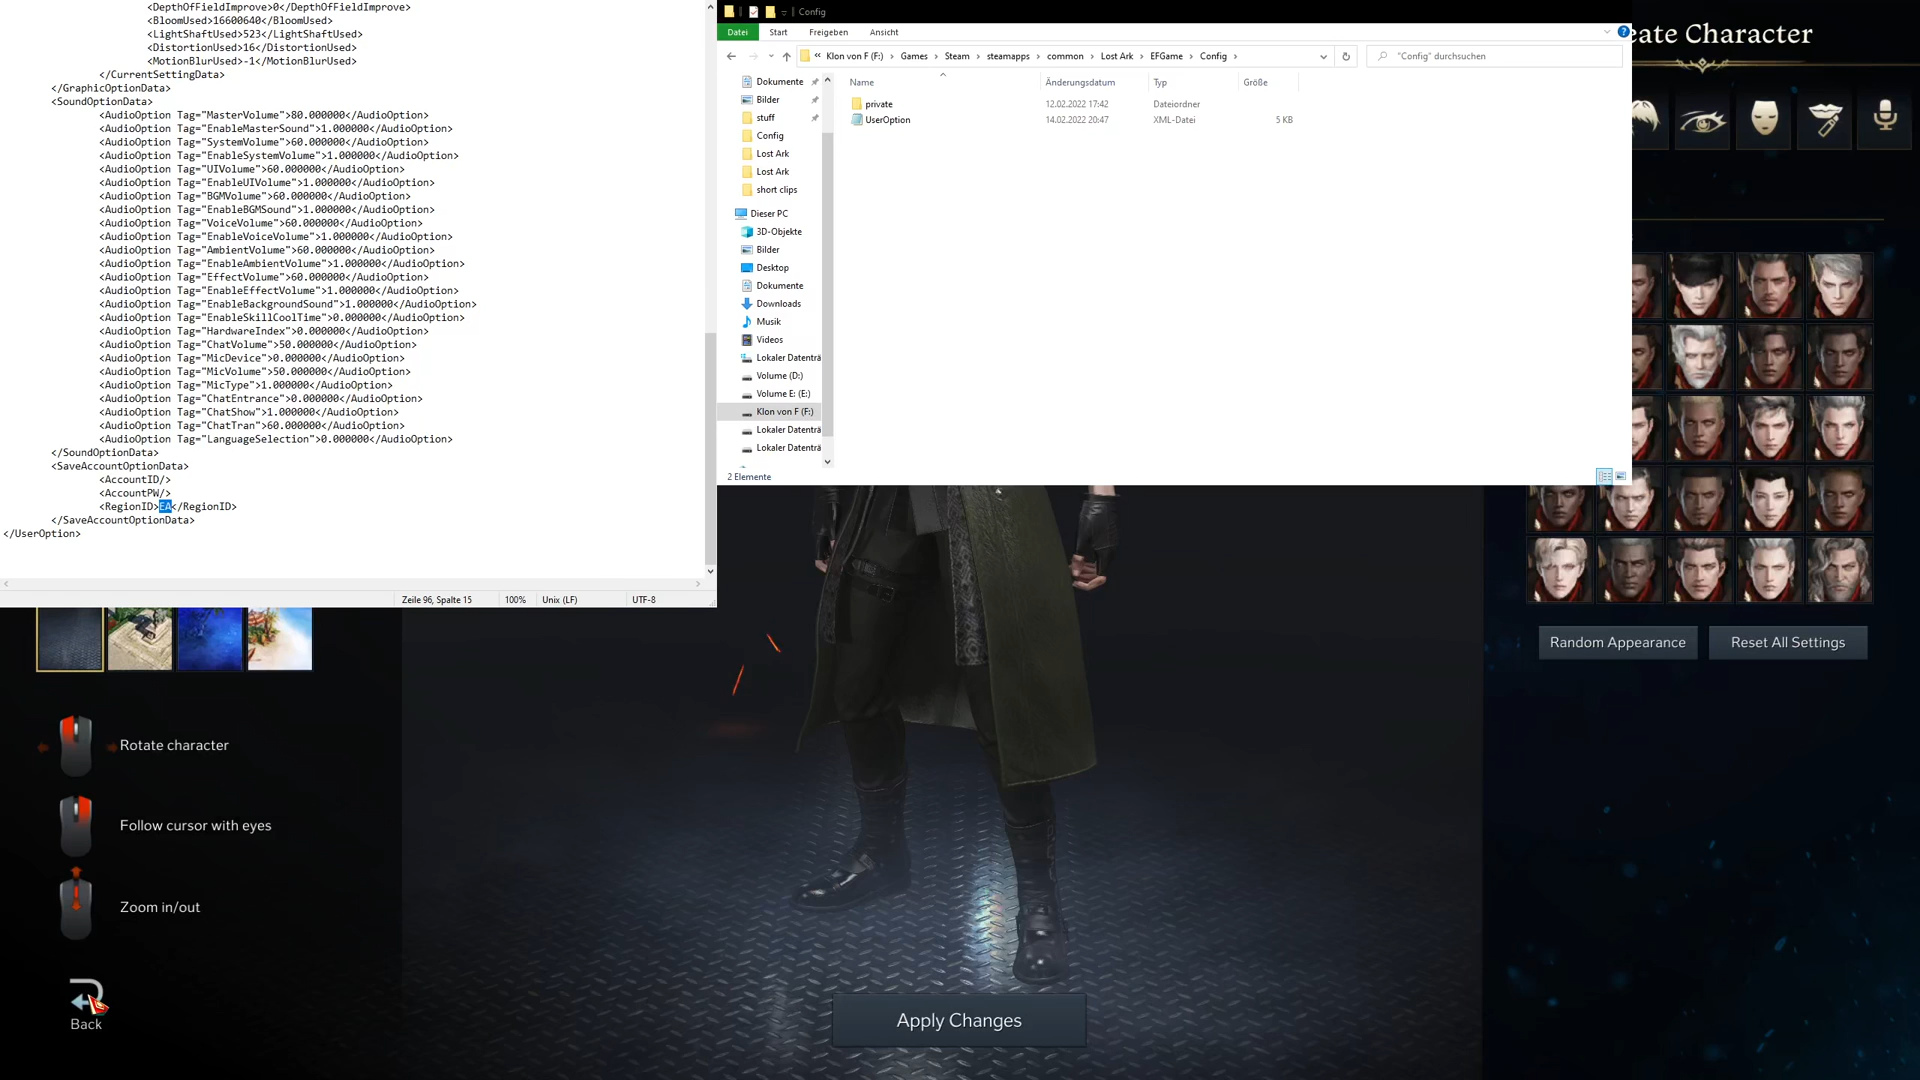 <DepthOfFieldImprove>0</DepthOfFieldImprove>
<BloomUsed>16600640</BloomUsed>
<LightShaftUsed>523</LightShaftUsed>
<DistortionUsed>16</DistortionUsed>
<MotionBlurUsed>-1</MotionBlurUsed>
</CurrentSettingData>
</GraphicOptionData>
<SoundOptionData>
<AudioOption Tag="MasterVolume">80.000000</AudioOption>
<AudioOption Tag="EnableMasterSound">1.000000</AudioOption>
<AudioOption Tag="SystemVolume">60.000000</AudioOption>
<AudioOption Tag="EnableSystemVolume">1.000000</AudioOption>
<AudioOption Tag="UIVolume">60.000000</AudioOption>
<AudioOption Tag="EnableUIVolume">1.000000</AudioOption>
<AudioOption Tag="BGMVolume">60.000000</AudioOption>
<AudioOption Tag="EnableBGMSound">1.000000</AudioOption>
<AudioOption Tag="VoiceVolume">60.000000</AudioOption>
<AudioOption Tag="EnableVoiceVolume">1.000000</AudioOption>
<AudioOption Tag="AmbientVolume">60.000000</AudioOption>
<AudioOption Tag="EnableAmbientVolume">1.000000</AudioOption>
<AudioOption Tag="EffectVolume">60.000000</AudioOption>
<AudioOption Tag="EnableEffectVolume">1.000000</AudioOption>
<AudioOption Tag="EnableBackgroundSound">1.000000</AudioOption>
<AudioOption Tag="EnableSkillCoolTime">0.000000</AudioOption>
<AudioOption Tag="HardwareIndex">0.000000</AudioOption>
<AudioOption Tag="ChatVolume">50.000000</AudioOption>
<AudioOption Tag="MicDevice">0.000000</AudioOption>
<AudioOption Tag="MicVolume">50.000000</AudioOption>
<AudioOption Tag="MicType">1.000000</AudioOption>
<AudioOption Tag="ChatEntrance">0.000000</AudioOption>
<AudioOption Tag="ChatShow">1.000000</AudioOption>
<AudioOption Tag="ChatTran">60.000000</AudioOption>
<AudioOption Tag="LanguageSelection">0.000000</AudioOption>
</SoundOptionData>
<SaveAccountOptionData>
<AccountID/>
<AccountPW/>
<RegionID>EA</RegionID>
</SaveAccountOptionData>
</UserOption>
Zeile 96, Spalte 15 100% Unix (LF) UTF-8
Config
Datei Start Freigeben Ansicht
« Klon von F (F:) Games Steam steamapps common Lost Ark EFGame Config "Config" durchsuchen
Dokumente
Bilder
stuff
Config
Lost Ark
Lost Ark
short clips
Dieser PC
3D-Objekte
Bilder
Desktop
Dokumente
Downloads
Musik
Videos
Lokaler Datenträ
Volume (D:)
Volume E: (E:)
Klon von F (F:)
Lokaler Datenträ
Lokaler Datenträ
Name Änderungsdatum Typ Größe
private 12.02.2022 17:42 Dateiordner
UserOption 14.02.2022 20:47 XML-Datei 5 KB
2 Elemente
eate Character
Random Appearance Reset All Settings
Rotate character
Follow cursor with eyes
Zoom in/out
Back
Apply Changes